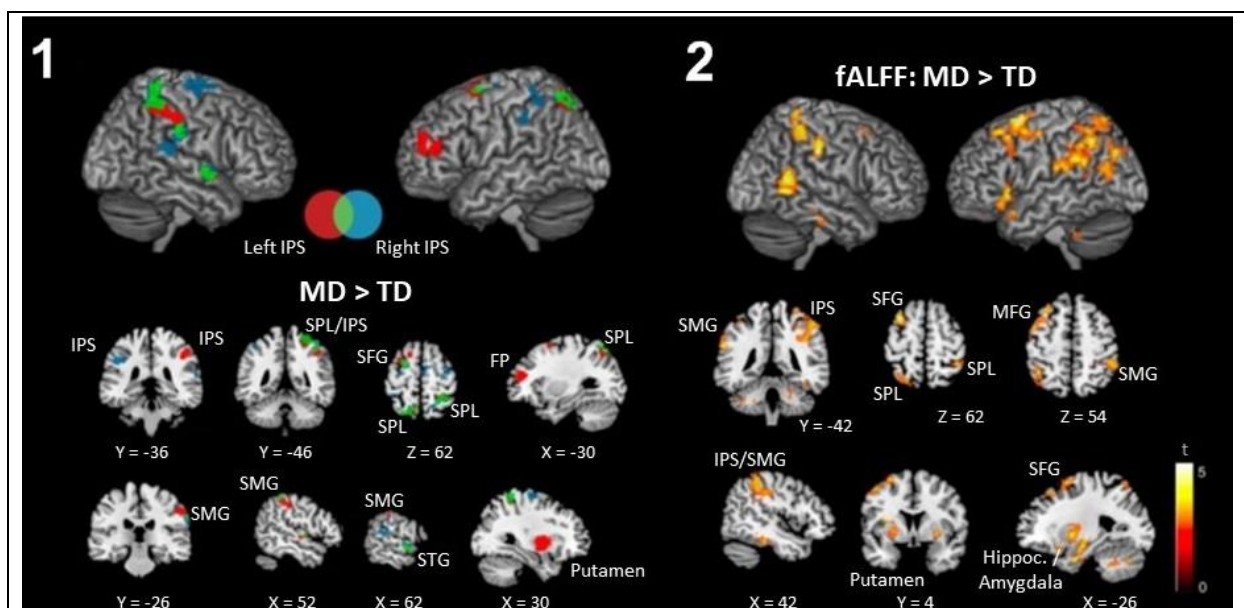 1
Left IPS
Right IPS
MD > TD
IPS
IPS
Y = -36
SPL/IPS
Y = -46
SFG
SPL
SPL
Z = 62
FP
SPL
X = -30
SMG
Y = -26
SMG
X = 52
SMG
STG
X = 62
Putamen
X = 30
2
fALFF: MD > TD
SMG
IPS
Y = -42
SFG
SPL
SPL
Z = 62
MFG
SMG
Z = 54
IPS/SMG
X = 42
Putamen
Y = 4
SFG
Hippoc. /
Amygdala
X = -26
t
5
0